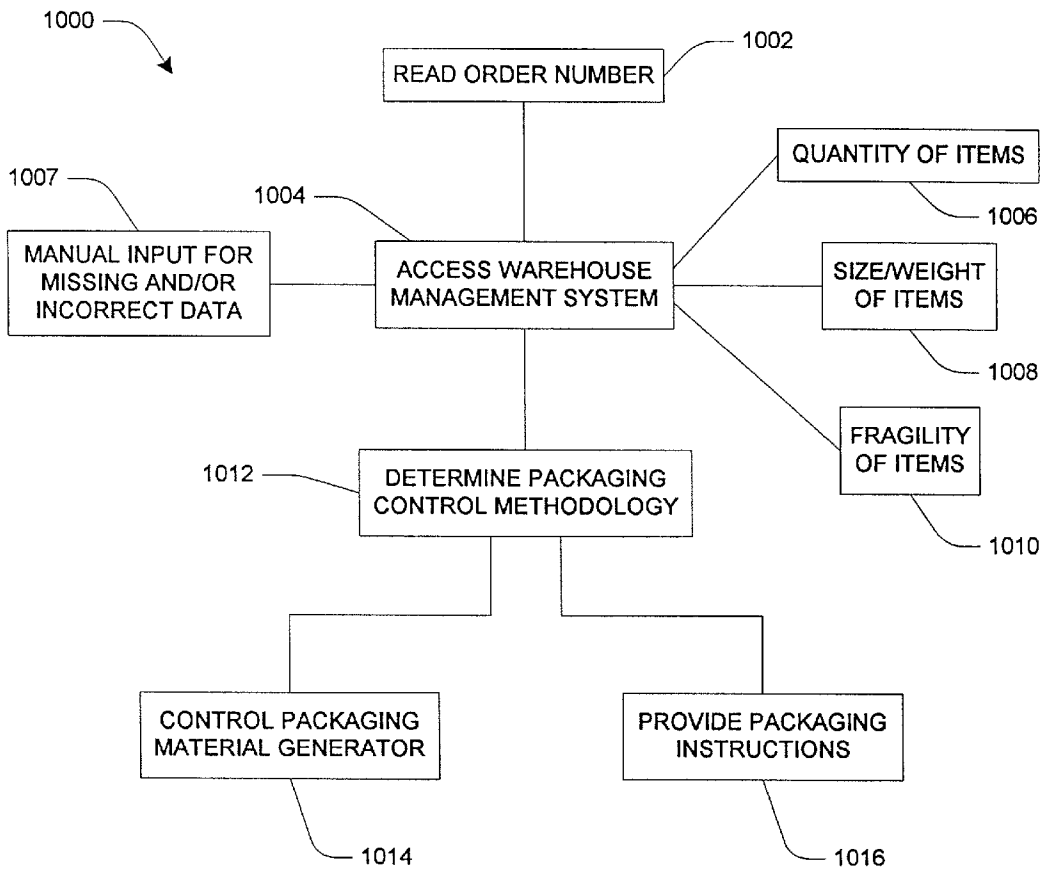 1000
1002
READ ORDER NUMBER
QUANTITY OF ITEMS
1006
1007
1004
MANUAL INPUT FOR
MISSING AND/OR
INCORRECT DATA
ACCESS WAREHOUSE
MANAGEMENT SYSTEM
SIZE/WEIGHT
OF ITEMS
1008
FRAGILITY
OF ITEMS
1010
1012
DETERMINE PACKAGING
CONTROL METHODOLOGY
CONTROL PACKAGING
MATERIAL GENERATOR
1014
PROVIDE PACKAGING
INSTRUCTIONS
1016